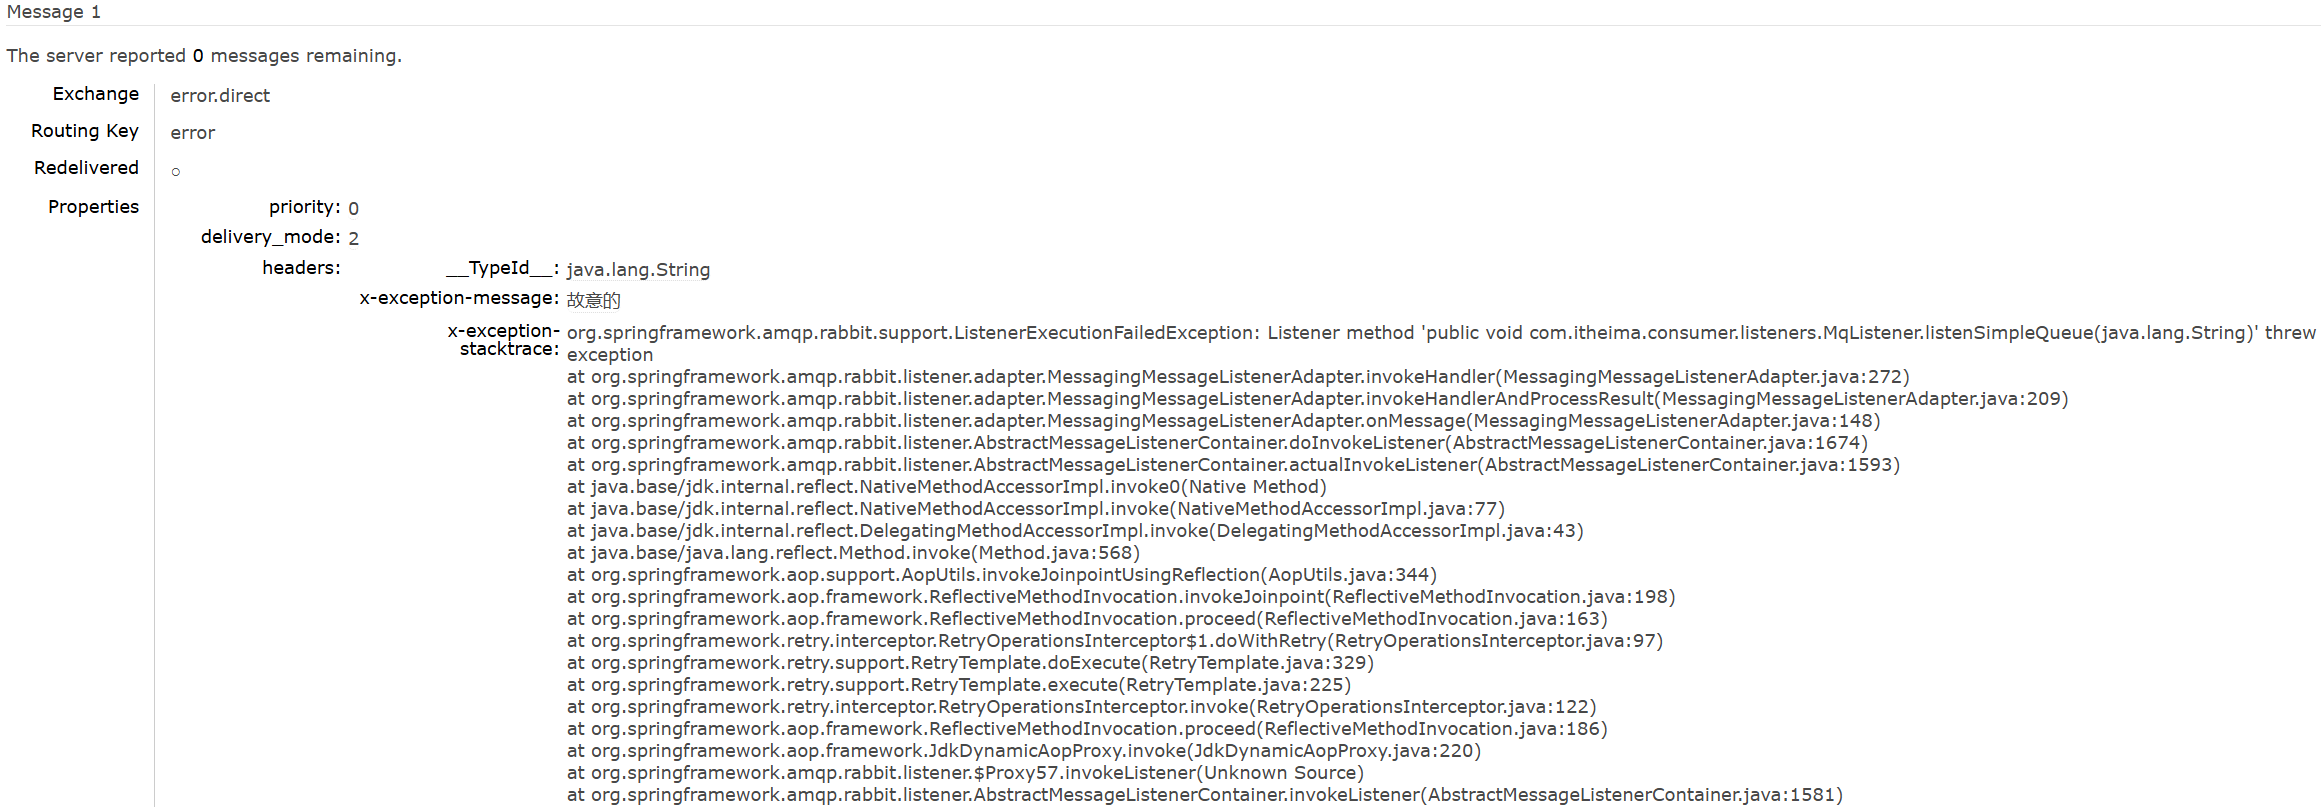 Message 1
The server reported 0 messages remaining.
Exchange error.direct
Routing Key error
Redelivered ○
Properties priority: 0
delivery_mode: 2
headers: __TypeId__: java.lang.String
x-exception-message: 故意的
x-exception-stacktrace: org.springframework.amqp.rabbit.support.ListenerExecutionFailedException: Listener method 'public void com.itheima.consumer.listeners.MqListener.listenSimpleQueue(java.lang.String)' threw
exception
at org.springframework.amqp.rabbit.listener.adapter.MessagingMessageListenerAdapter.invokeHandler(MessagingMessageListenerAdapter.java:272)
at org.springframework.amqp.rabbit.listener.adapter.MessagingMessageListenerAdapter.invokeHandlerAndProcessResult(MessagingMessageListenerAdapter.java:209)
at org.springframework.amqp.rabbit.listener.adapter.MessagingMessageListenerAdapter.onMessage(MessagingMessageListenerAdapter.java:148)
at org.springframework.amqp.rabbit.listener.AbstractMessageListenerContainer.doInvokeListener(AbstractMessageListenerContainer.java:1674)
at org.springframework.amqp.rabbit.listener.AbstractMessageListenerContainer.actualInvokeListener(AbstractMessageListenerContainer.java:1593)
at java.base/jdk.internal.reflect.NativeMethodAccessorImpl.invoke0(Native Method)
at java.base/jdk.internal.reflect.NativeMethodAccessorImpl.invoke(NativeMethodAccessorImpl.java:77)
at java.base/jdk.internal.reflect.DelegatingMethodAccessorImpl.invoke(DelegatingMethodAccessorImpl.java:43)
at java.base/java.lang.reflect.Method.invoke(Method.java:568)
at org.springframework.aop.support.AopUtils.invokeJoinpointUsingReflection(AopUtils.java:344)
at org.springframework.aop.framework.ReflectiveMethodInvocation.invokeJoinpoint(ReflectiveMethodInvocation.java:198)
at org.springframework.aop.framework.ReflectiveMethodInvocation.proceed(ReflectiveMethodInvocation.java:163)
at org.springframework.retry.interceptor.RetryOperationsInterceptor$1.doWithRetry(RetryOperationsInterceptor.java:97)
at org.springframework.retry.support.RetryTemplate.doExecute(RetryTemplate.java:329)
at org.springframework.retry.support.RetryTemplate.execute(RetryTemplate.java:225)
at org.springframework.retry.interceptor.RetryOperationsInterceptor.invoke(RetryOperationsInterceptor.java:122)
at org.springframework.aop.framework.ReflectiveMethodInvocation.proceed(ReflectiveMethodInvocation.java:186)
at org.springframework.aop.framework.JdkDynamicAopProxy.invoke(JdkDynamicAopProxy.java:220)
at org.springframework.amqp.rabbit.listener.$Proxy57.invokeListener(Unknown Source)
at org.springframework.amqp.rabbit.listener.AbstractMessageListenerContainer.invokeListener(AbstractMessageListenerContainer.java:1581)